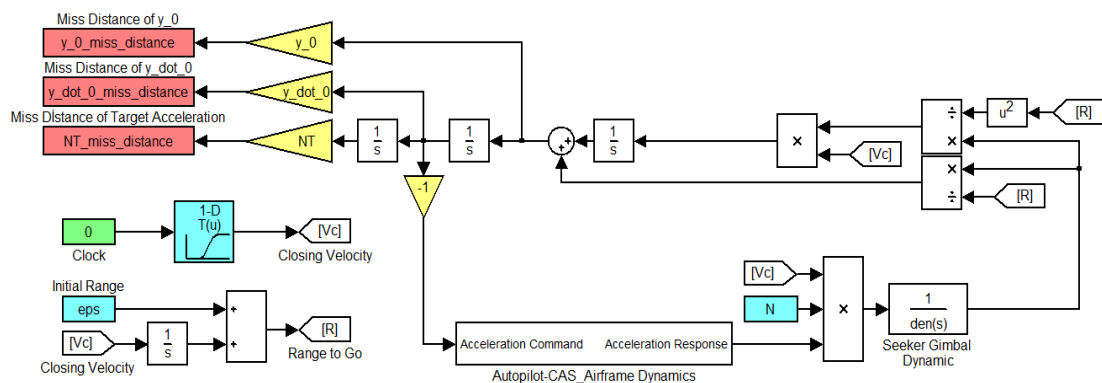 Miss Distance of y_0
y_0_miss_distance
y_0
Miss Distance of y_dot_0
y_dot_0_miss_distance
y_dot_0
Miss Distance of Target Acceleration
NT_miss_distance
NT
1
s
1
s
+
+
1
s
×
[Vc]
÷
×
u²
[R]
×
÷
[R]
-1
0
Clock
1-D
T(u)
[Vc]
Closing Velocity
Initial Range
eps
[Vc]
Closing Velocity
1
s
+
+
[R]
Range to Go
Acceleration Command
Acceleration Response
Autopilot-CAS_Airframe Dynamics
[Vc]
N
×
1
den(s)
Seeker Gimbal
Dynamic